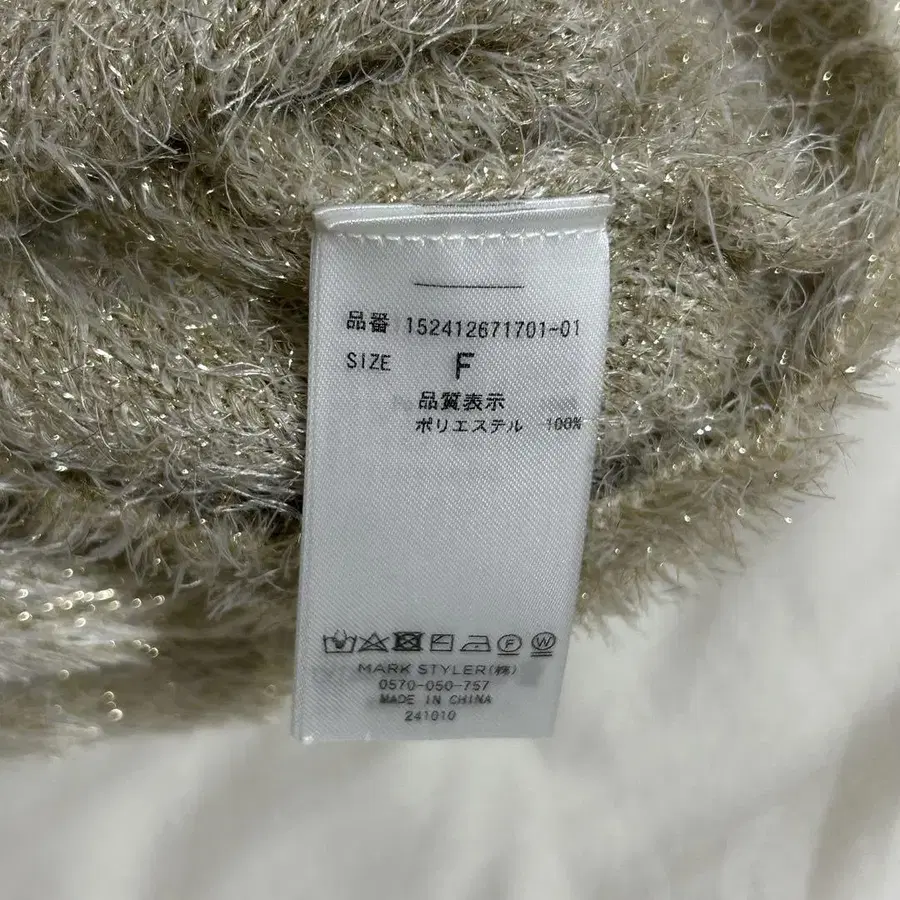 品番 152412671701-01
SIZE F
品質表示
ポリエステル 100%
F W
MARK STYLER(株)
0570-050-757
MADE IN CHINA
241010